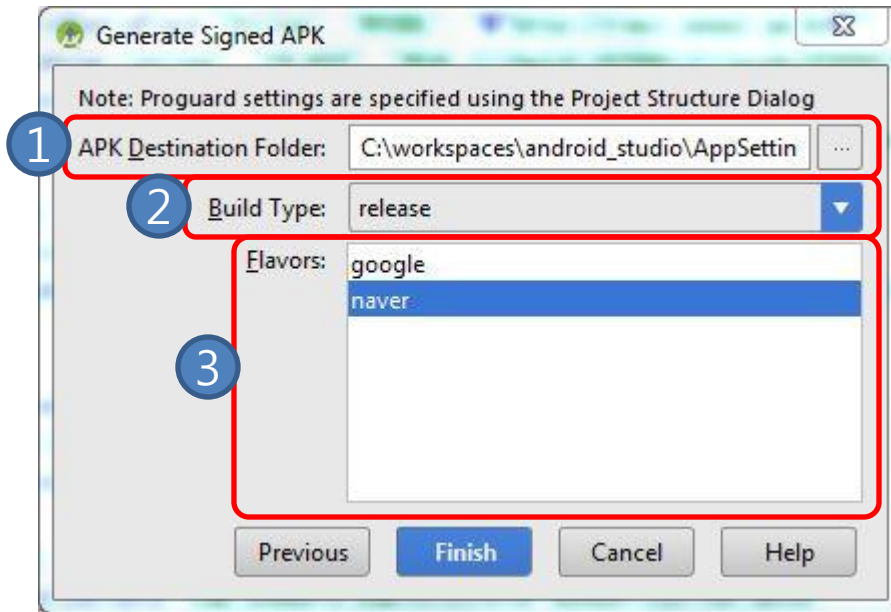 Generate Signed APK
Note: Proguard settings are specified using the Project Structure Dialog
1
APK Destination Folder: C:\workspaces\android_studio\AppSettin ...
2
Build Type: release
3
Flavors: google
naver
Previous Finish Cancel Help